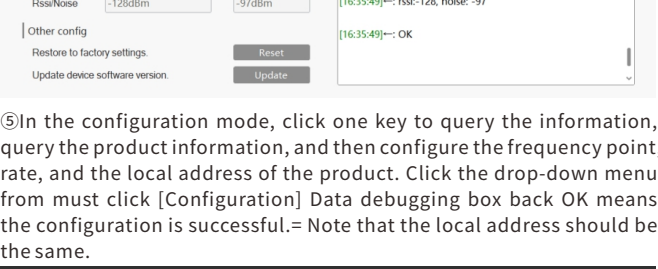 Rssi/Noise -128dBm -97dBm [16:35:49]←: rssi:-128, noise: -97
[16:35:49]←: OK
Other config
Restore to factory settings. Reset
Update device software version. Update
⑤In the configuration mode, click one key to query the information,
query the product information, and then configure the frequency point
rate, and the local address of the product. Click the drop-down menu
from must click [Configuration] Data debugging box back OK means
the configuration is successful.= Note that the local address should be
the same.